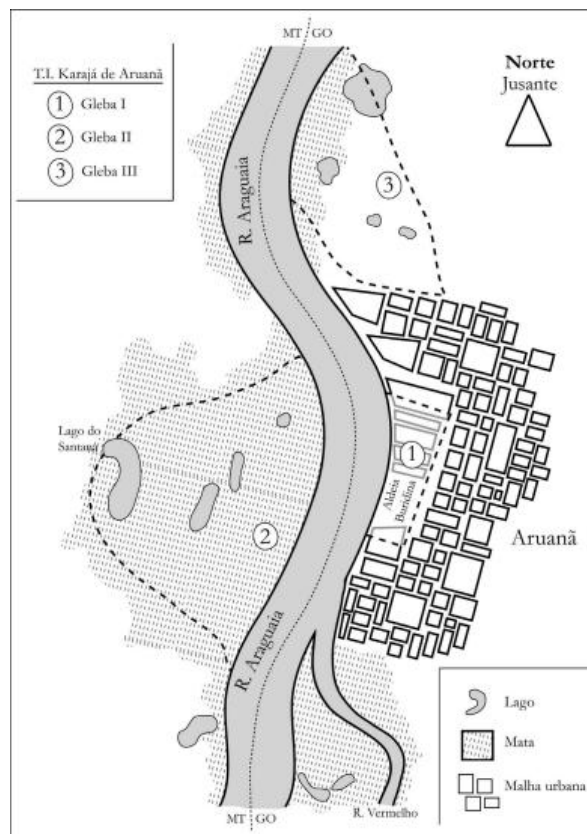 MT GO
T.I. Karajá de Aruanã
1 Gleba I
2 Gleba II
3 Gleba III
Norte
Jusante
3
R. Araguaia
Lago do
Santana
1
Aldeia
Buridina
2
Aruanã
R. Araguaia
Lago
Mata
Malha urbana
R. Vermelho
MT GO